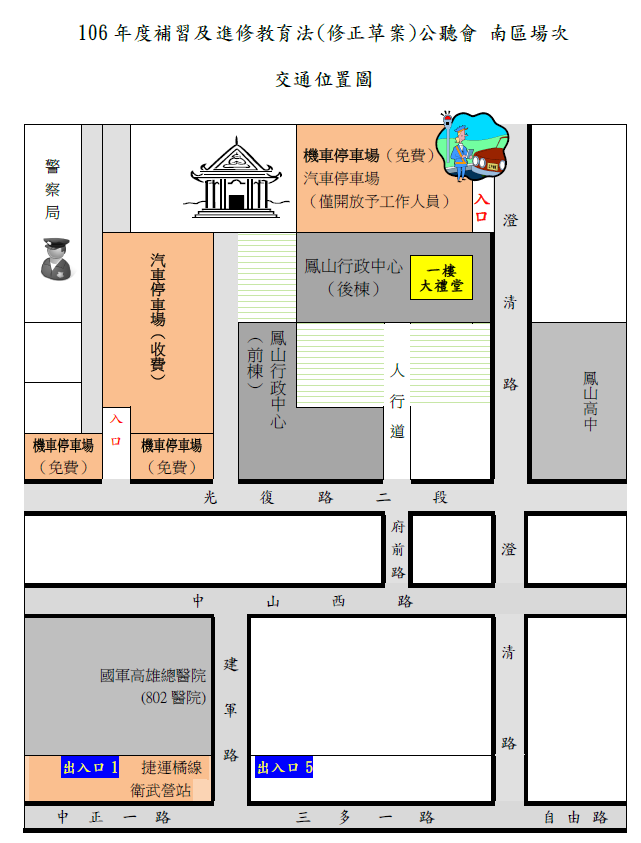 106 年度補習及進修教育法(修正草案)公聽會 南區場次
交通位置圖
警察局
機車停車場（免費）
汽車停車場
（僅開放予工作人員）
入口
澄清路
汽車停車場（收費）
鳳山行政中心
（後棟）
一樓
大禮堂
鳳山行政中心
（前棟）
人行道
鳳山高中
入口
機車停車場
（免費）
機車停車場
（免費）
光復路二段
府前路
澄清路
中山西路
國軍高雄總醫院
(802 醫院)
建軍路
出入口 1
捷運橘線
衛武營站
出入口 5
中正一路
三多一路
自由路